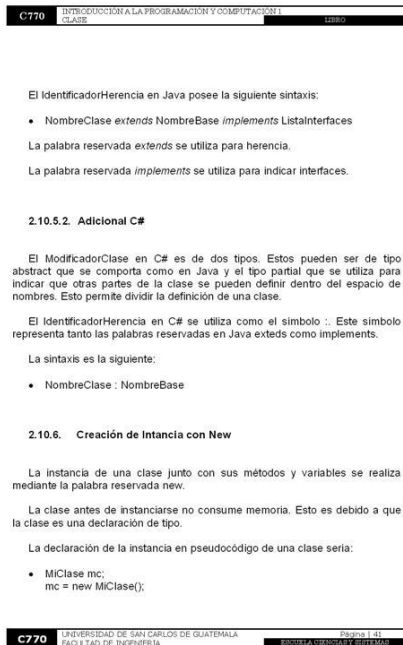 C770 INTRODUCCIÓN A LA PROGRAMACIÓN Y COMPUTACIÓN 1
CLASE LIBRO
El IdentificadorHerencia en Java posee la siguiente sintaxis:
• NombreClase extends NombreBase implements ListaInterfaces
La palabra reservada extends se utiliza para herencia.
La palabra reservada implements se utiliza para indicar interfaces.
2.10.5.2. Adicional C#
El ModificadorClase en C# es de dos tipos. Estos pueden ser de tipo
abstract que se comporta como en Java y el tipo partial que se utiliza para
indicar que otras partes de la clase se pueden definir dentro del espacio de
nombres. Esto permite dividir la definición de una clase.
El IdentificadorHerencia en C# se utiliza como el simbolo :. Este simbolo
representa tanto las palabras reservadas en Java exteds como implements.
La sintaxis es la siguiente:
• NombreClase : NombreBase
2.10.6. Creación de Intancia con New
La instancia de una clase junto con sus métodos y variables se realiza
mediante la palabra reservada new.
La clase antes de instanciarse no consume memoria. Esto es debido a que
la clase es una declaración de tipo.
La declaración de la instancia en pseudocódigo de una clase seria:
• MiClase mc;
mc = new MiClase();
C770 UNIVERSIDAD DE SAN CARLOS DE GUATEMALA Página | 41
FACULTAD DE INGENIERÍA ESCUELA CIENCIAS Y SISTEMAS